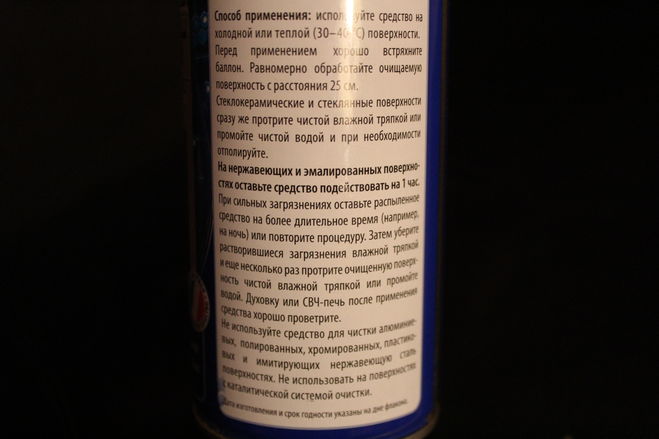 Способ применения: используйте средство на
холодной или теплой (30–40°С) поверхности.
Перед применением хорошо встряхните
баллон. Равномерно обработайте очищаемую
поверхность с расстояния 25 см.
Стеклокерамические и стеклянные поверхности
сразу же протрите чистой влажной тряпкой или
промойте чистой водой и при необходимости
отполируйте.
На нержавеющих и эмалированных поверхно-
стях оставьте средство подействовать на 1 час.
При сильных загрязнениях оставьте распыленное
средство на более длительное время (например,
на ночь) или повторите процедуру. Затем уберите
растворившиеся загрязнения влажной тряпкой
и еще несколько раз протрите очищенную поверх-
ность чистой влажной тряпкой или промойте
водой. Духовку или СВЧ-печь после применения
средства хорошо проветрите.
Не используйте средство для чистки алюминие-
вых, полированных, хромированных, пластико-
вых и имитирующих нержавеющую сталь
поверхностях. Не использовать на поверхностях
с каталитической системой очистки.
Дата изготовления и срок годности указаны на дне флакона.